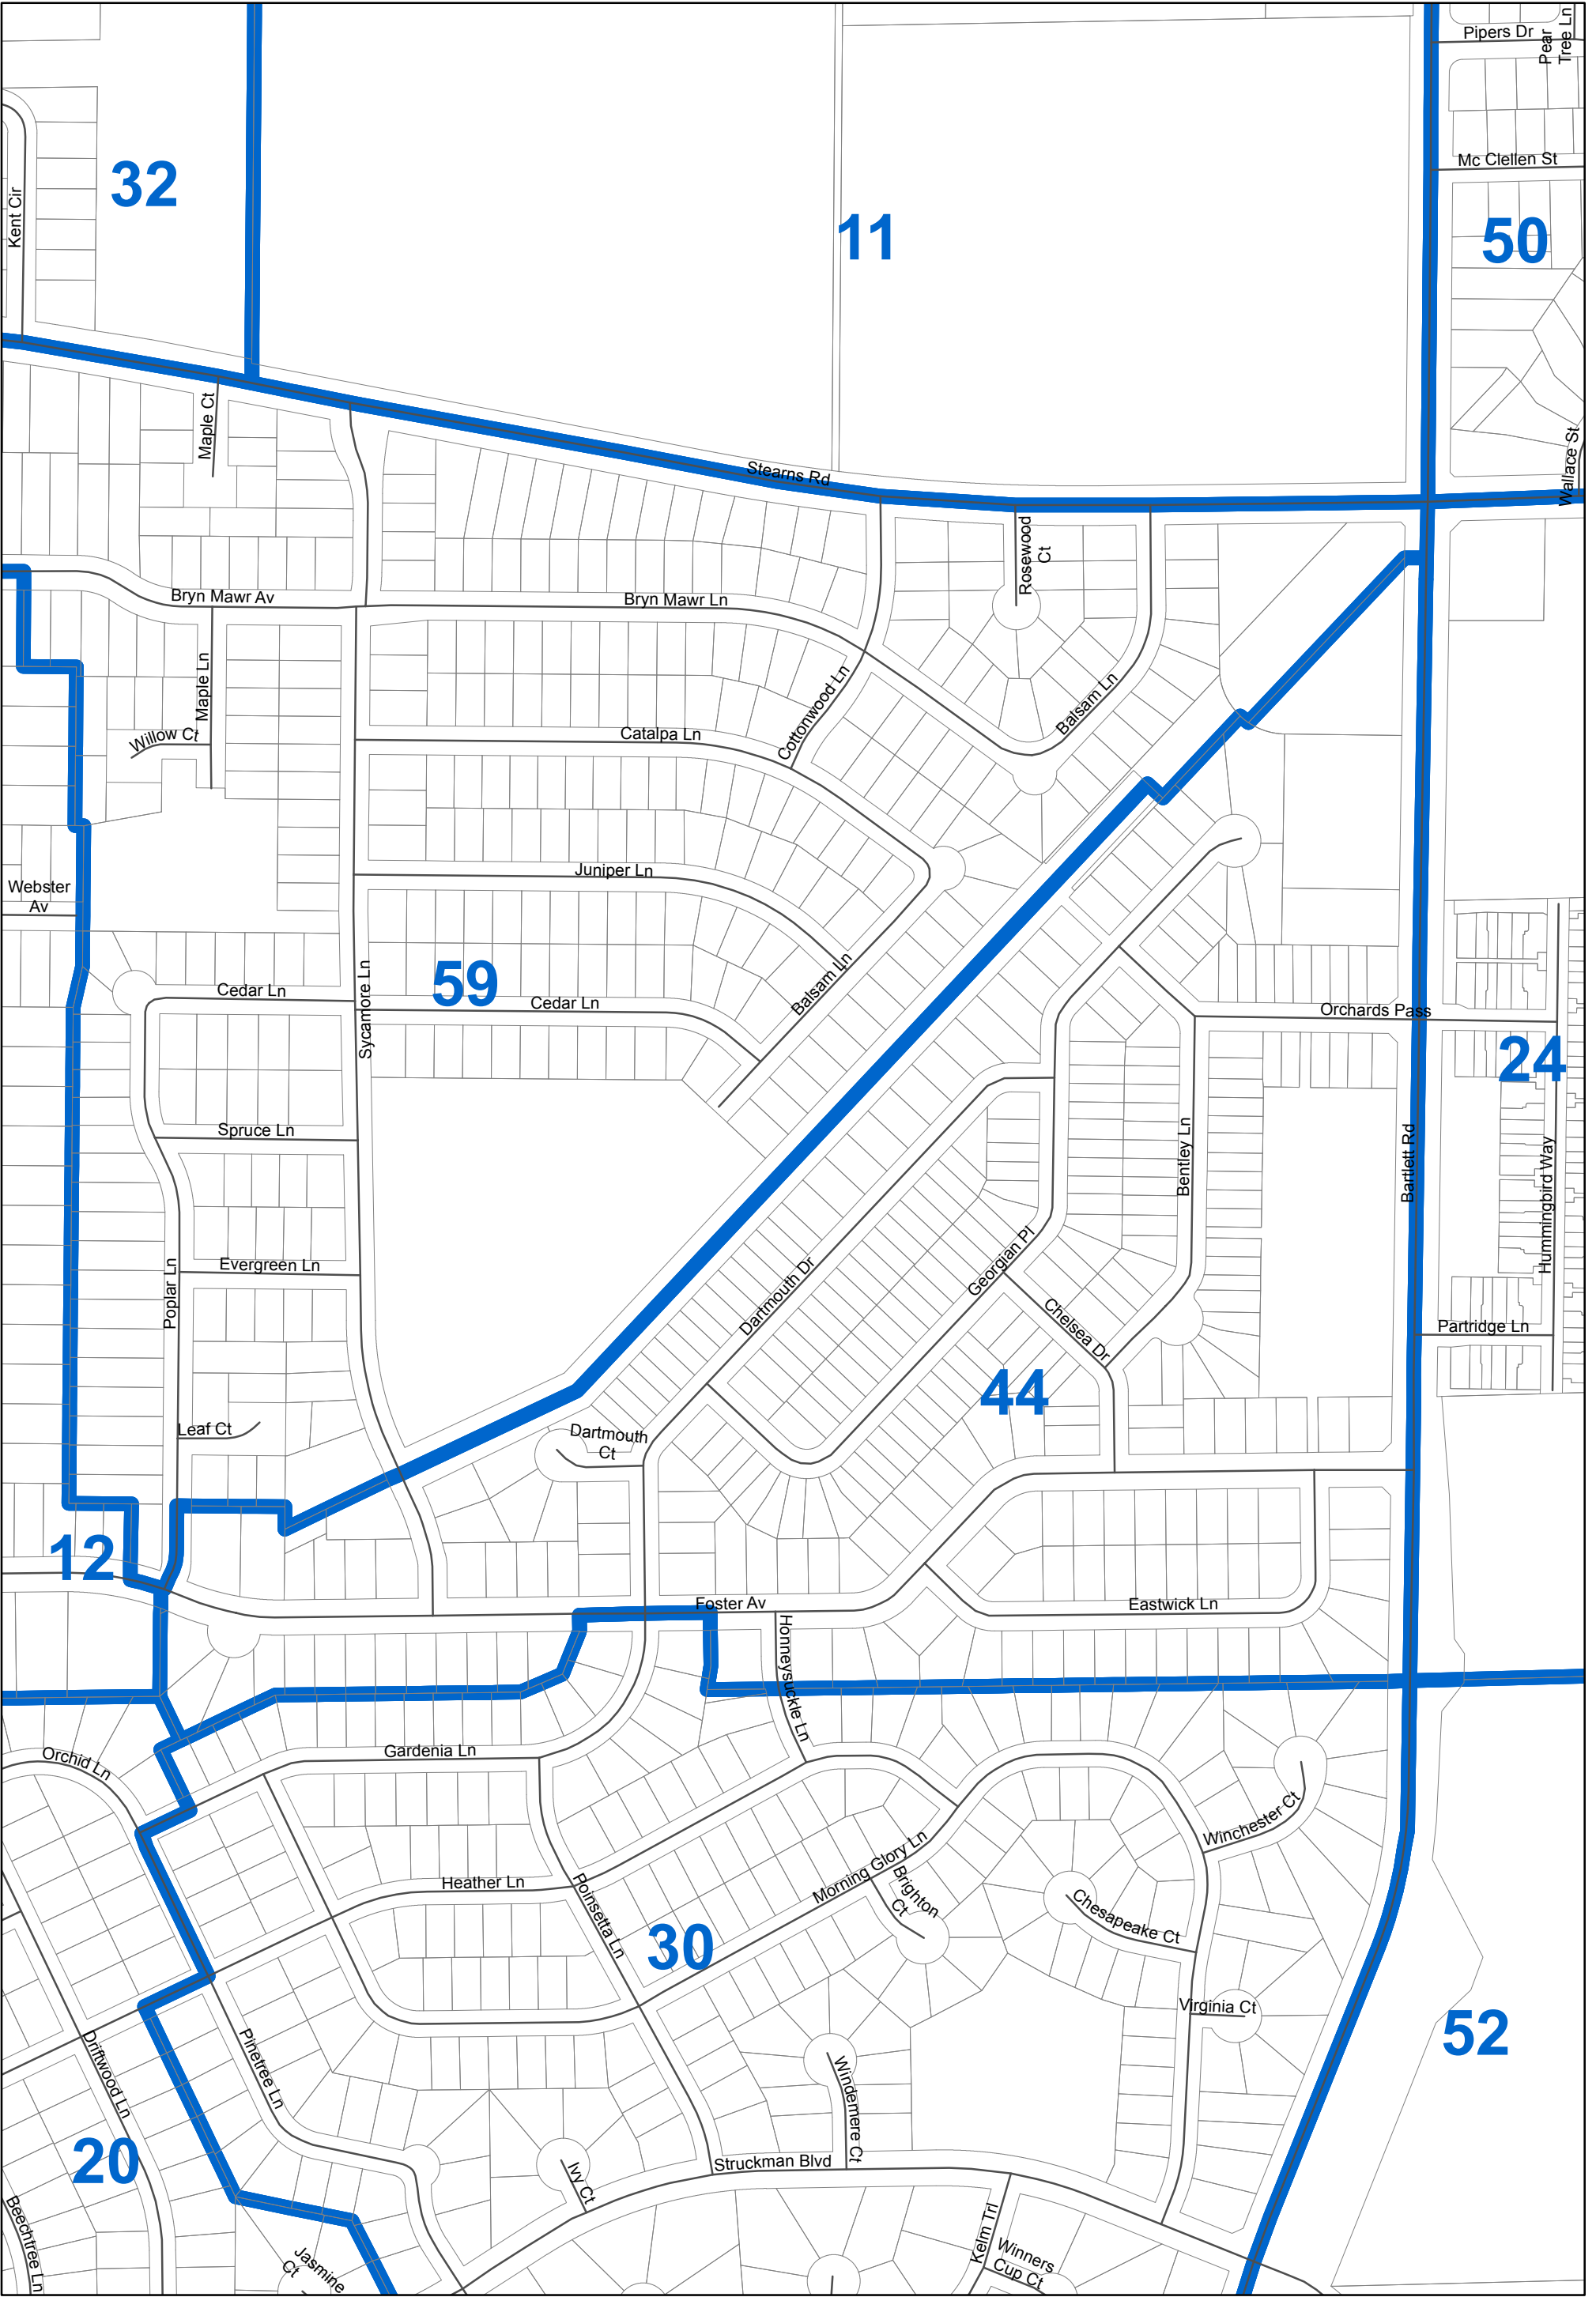 Pipers Dr
Pear
Tree Ln
Mc Clellen St
32
Kent Cir
11
50
Maple Ct
Stearns Rd
Wallace St
Rosewood
Ct
Bryn Mawr Av
Bryn Mawr Ln
Maple Ln
Willow Ct
Catalpa Ln
Cottonwood Ln
Balsam Ln
Juniper Ln
Webster
Av
59
Cedar Ln
Cedar Ln
Sycamore Ln
Balsam Ln
Orchards Pass
24
Spruce Ln
Bentley Ln
Bartlett Rd
Hummingbird Way
Evergreen Ln
Poplar Ln
Dartmouth Dr
Georgian Pl
Chelsea Dr
Partridge Ln
44
Leaf Ct
Dartmouth
Ct
12
Foster Av
Eastwick Ln
Honneysuckle Ln
Orchid Ln
Gardenia Ln
Winchester Ct
Heather Ln
Poinsetta Ln
Morning Glory Ln
Brighton
Ct
Chesapeake Ct
30
Virginia Ct
52
Driftwood Ln
Pinetree Ln
Windemere Ct
20
Struckman Blvd
Ivy Ct
Beechtree Ln
Jasmine
Ct
Kelm Trl
Winners
Cup Ct